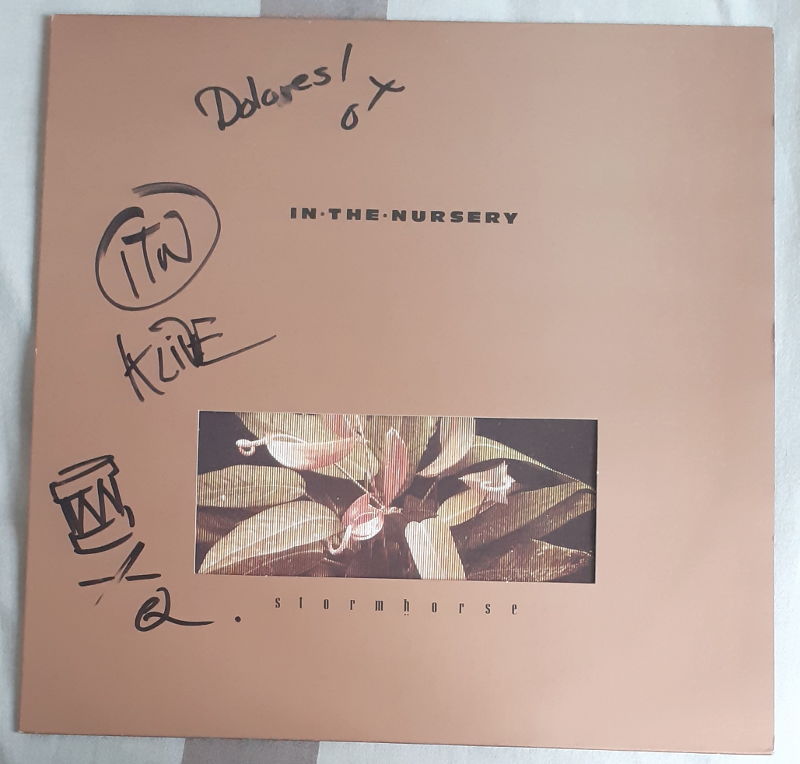 Dolores!
ox
IN·THE·NURSERY
ITN
ALIVE
stormhorse